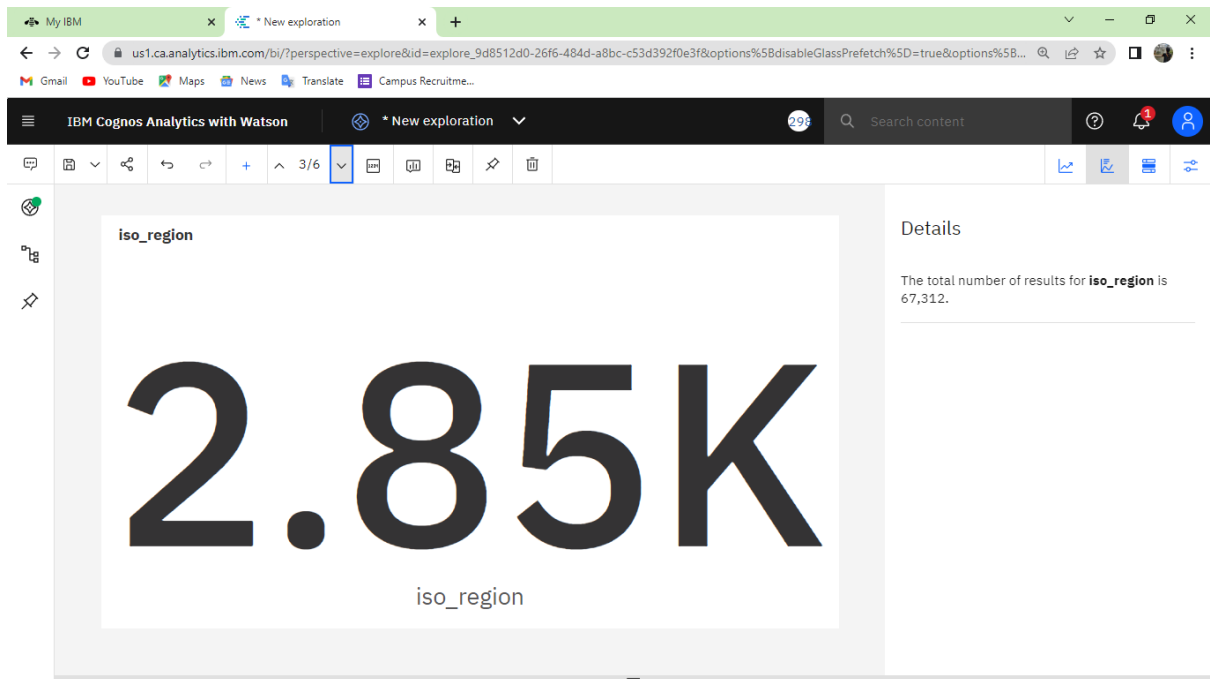 My IBM
* New exploration
us1.ca.analytics.ibm.com/bi/?perspective=explore&id=explore_9d8512d0-26f6-484d-a8bc-c53d392f0e3f&options%5BdisableGlassPrefetch%5D=true&options%5B...
Gmail YouTube Maps News Translate Campus Recruitme...
IBM Cognos Analytics with Watson * New exploration 298 Search content 1
3/6
iso_region
2.85K
iso_region
Details
The total number of results for iso_region is
67,312.